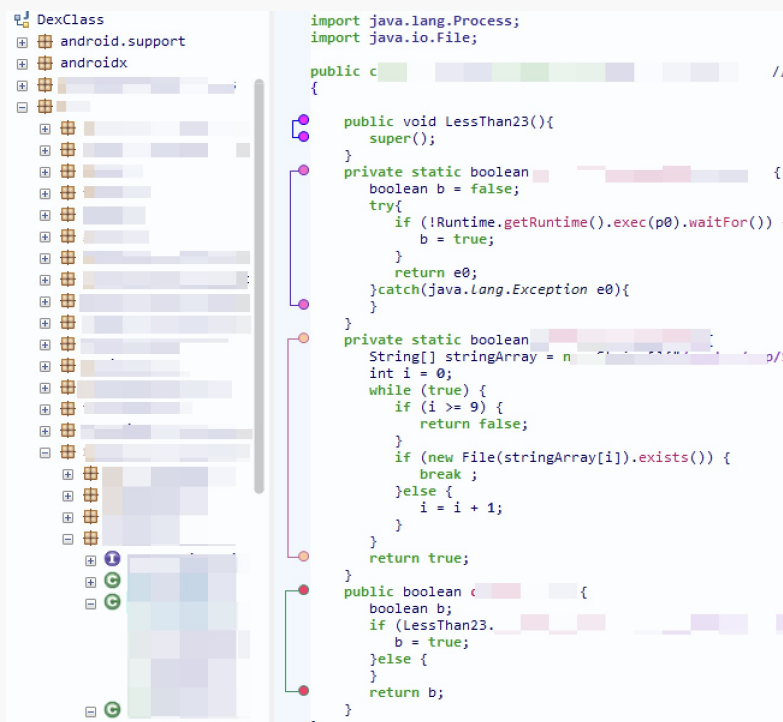 DexClass
android.support
androidx
import java.lang.Process;
import java.io.File;
public c
{
public void LessThan23(){
super();
}
private static boolean {
boolean b = false;
try{
if (!Runtime.getRuntime().exec(p0).waitFor())
b = true;
}
return e0;
}catch(java.lang.Exception e0){
}
}
private static boolean
String[] stringArray =
int i = 0;
while (true) {
if (i >= 9) {
return false;
}
if (new File(stringArray[i]).exists()) {
break ;
}else {
i = i + 1;
}
}
return true;
}
public boolean {
boolean b;
if (LessThan23.
b = true;
}else {
}
return b;
}